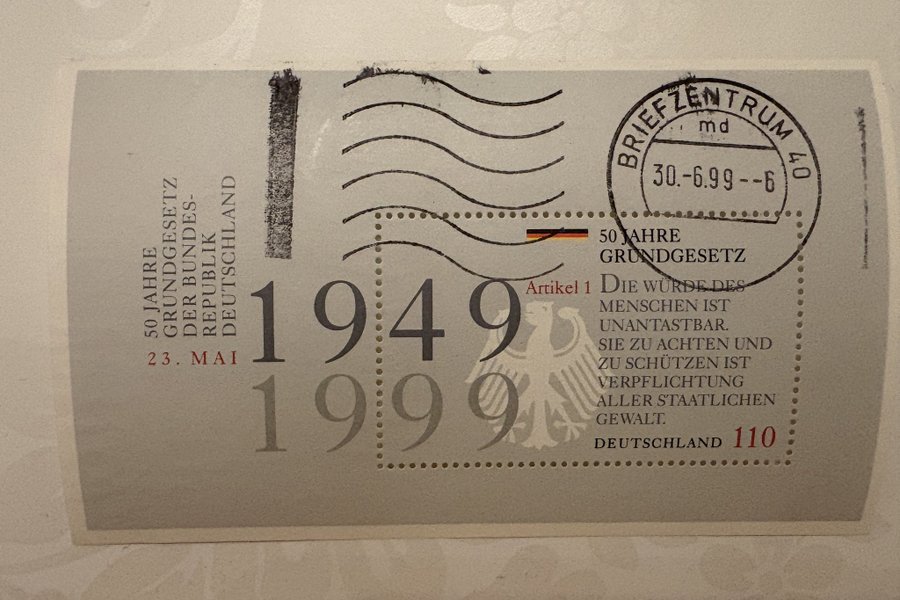 50 JAHRE
GRUNDGESETZ
DER BUNDES-
REPUBLIK
DEUTSCHLAND
23. MAI
1949
1999
BRIEFZENTRUM 40
md
30.-6.99--6
50 JAHRE
GRUNDGESETZ
Artikel 1 DIE WÜRDE DES
MENSCHEN IST
UNANTASTBAR.
SIE ZU ACHTEN UND
ZU SCHÜTZEN IST
VERPFLICHTUNG
ALLER STAATLICHEN
GEWALT.
DEUTSCHLAND 110